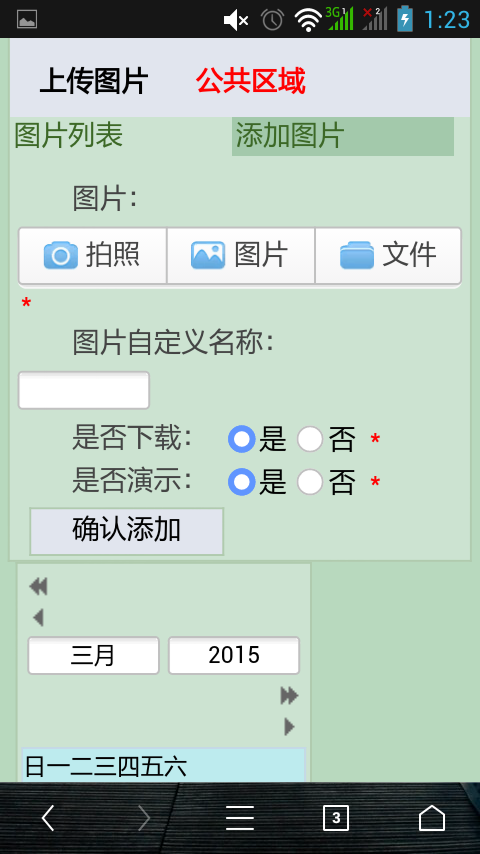 3G 1 2 1:23
上传图片 公共区域
图片列表 添加图片
图片:
拍照 图片 文件
*
图片自定义名称:
是否下载: 是 否 *
是否演示: 是 否 *
确认添加
三月 2015
日一二三四五六
3